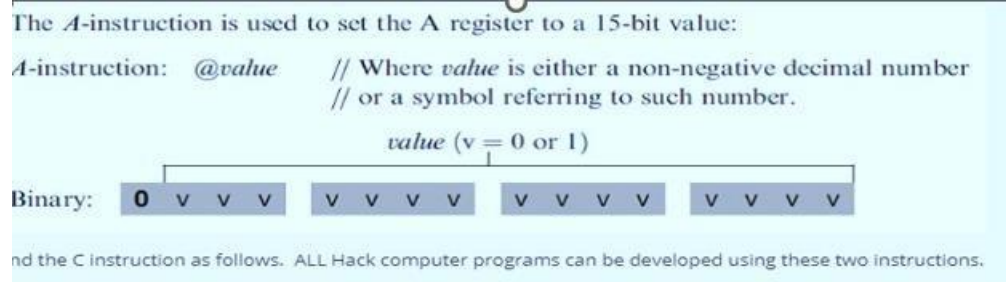 The A-instruction is used to set the A register to a 15-bit value:
A-instruction: @value // Where value is either a non-negative decimal number
// or a symbol referring to such number.
value (v = 0 or 1)
Binary: 0 v v v v v v v v v v v v v v v
nd the C instruction as follows. ALL Hack computer programs can be developed using these two instructions.